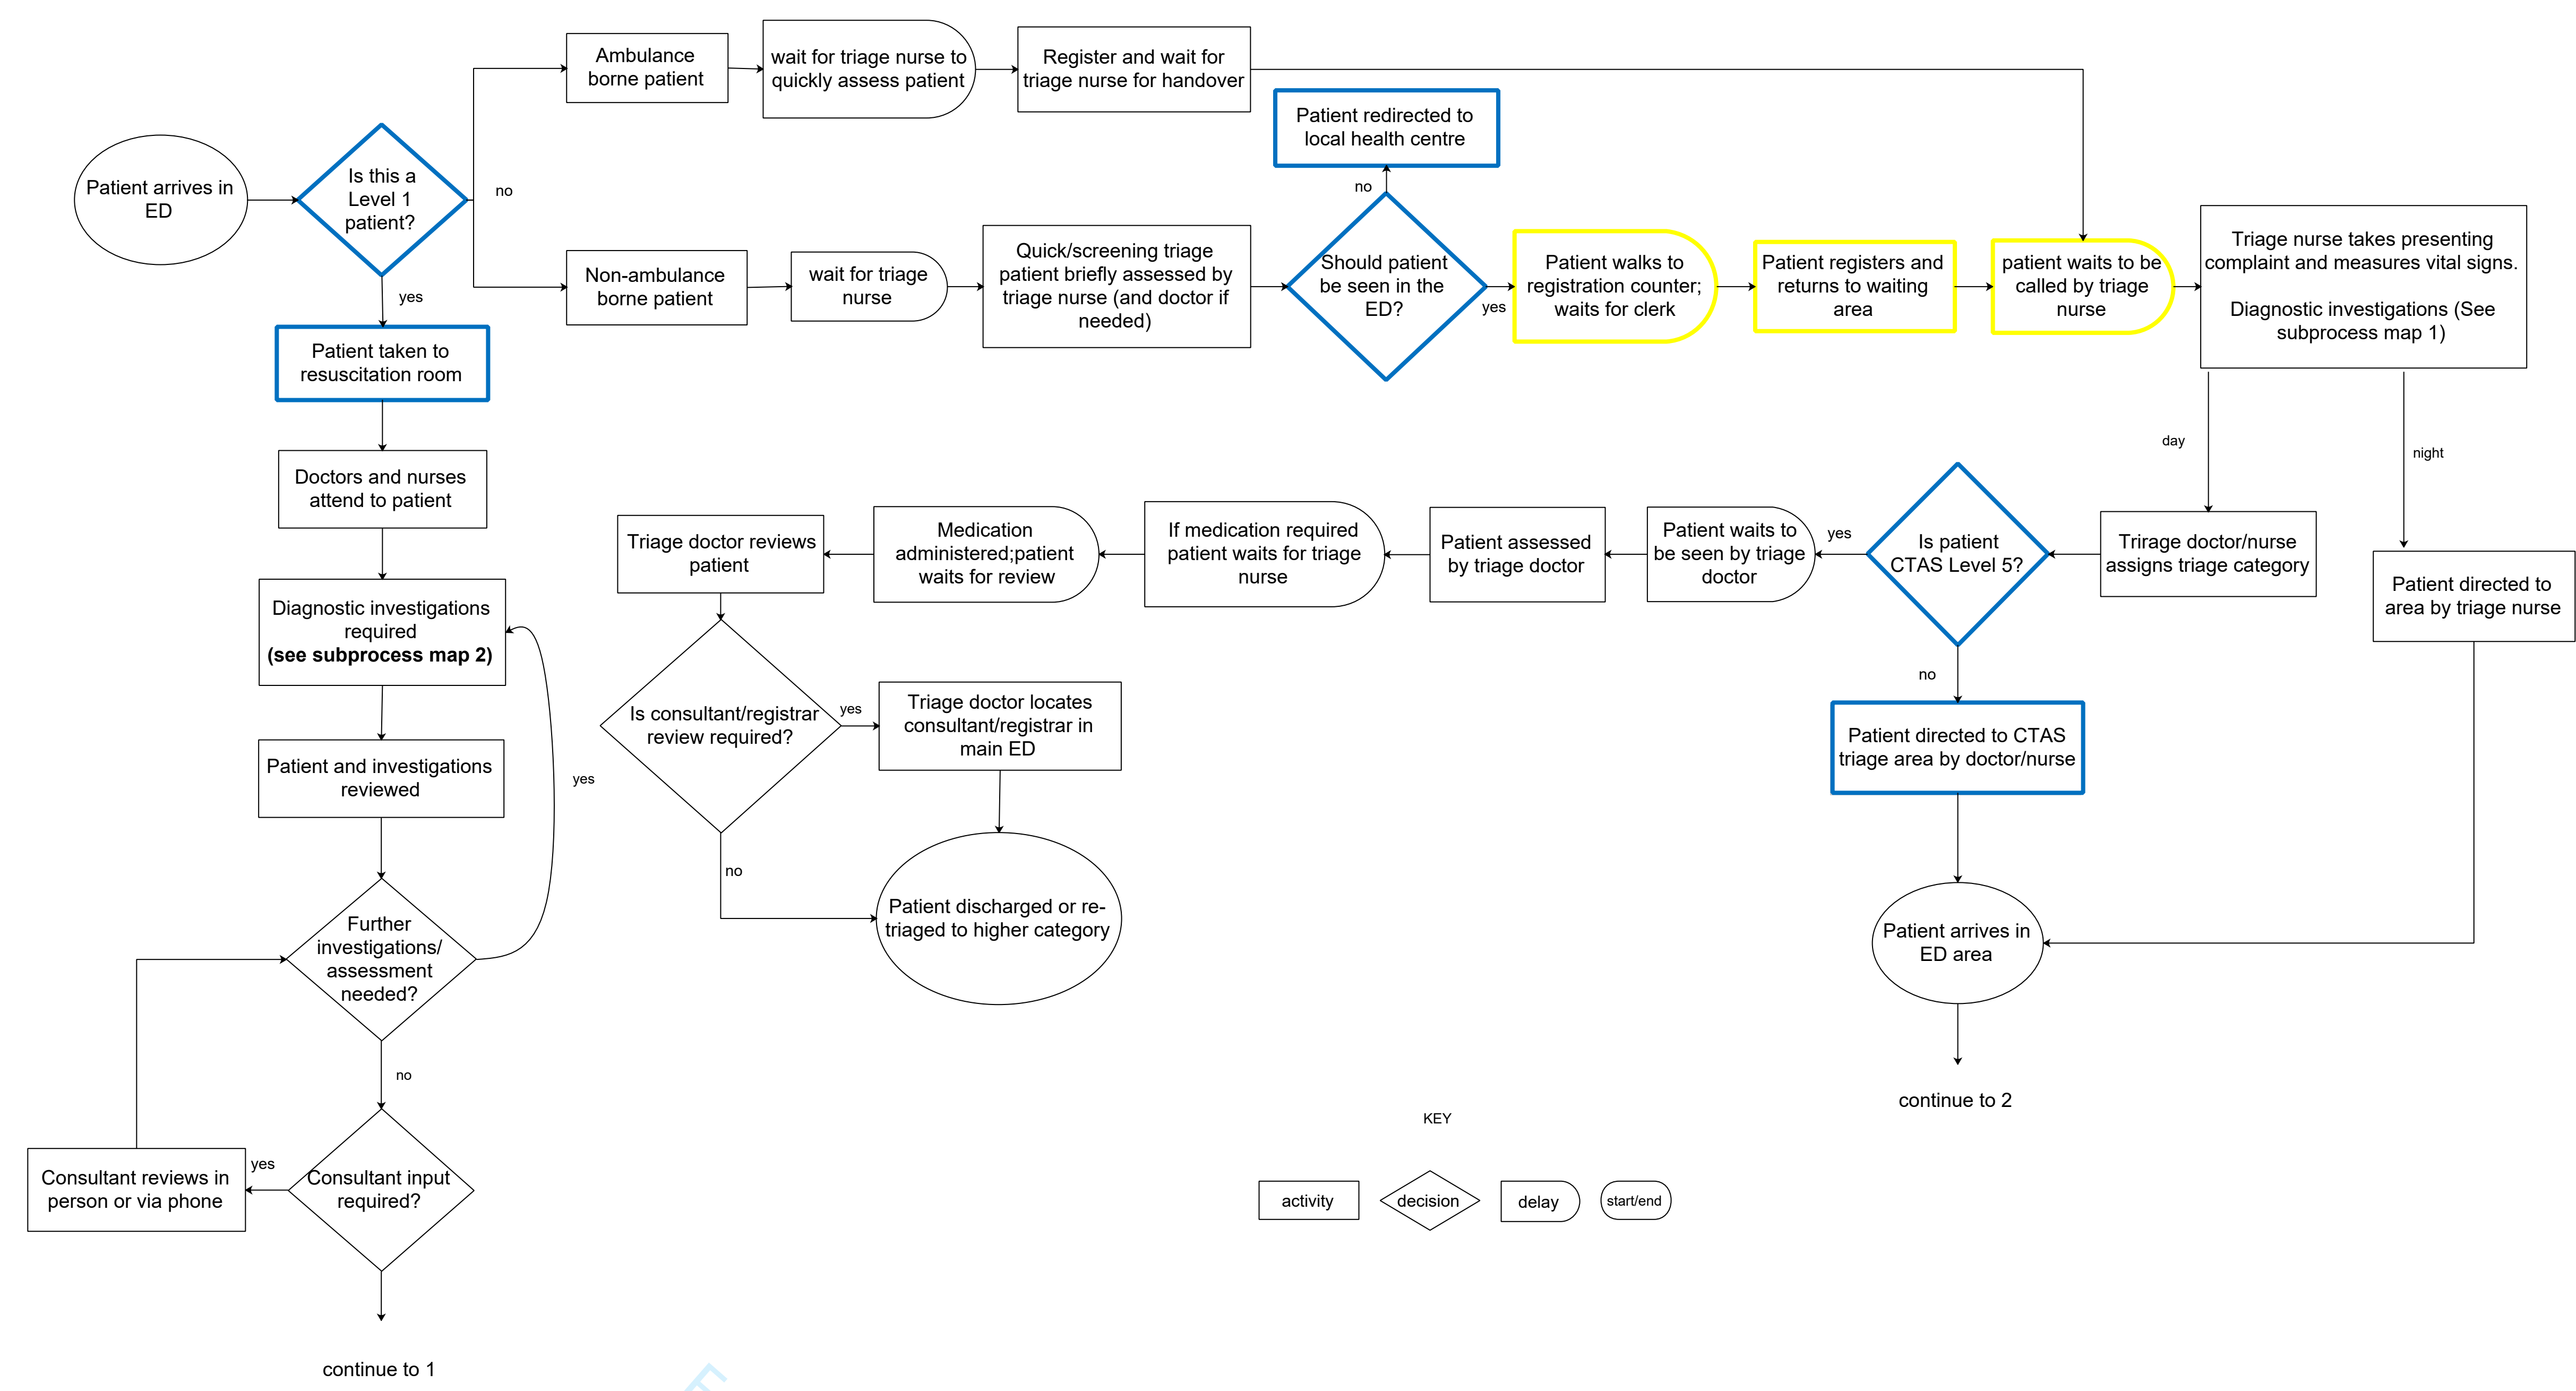 Ambulance
borne patient
wait for triage nurse to
quickly assess patient
Register and wait for
triage nurse for handover
Patient redirected to
local health centre
Patient arrives in
ED
Is this a
Level 1
patient?
no
no
Non-ambulance
borne patient
wait for triage
nurse
Quick/screening triage
patient briefly assessed by
triage nurse (and doctor if
needed)
Should patient
be seen in the
ED?
yes
Patient walks to
registration counter;
waits for clerk
Patient registers and
returns to waiting
area
patient waits to be
called by triage
nurse
Triage nurse takes presenting
complaint and measures vital signs.
Diagnostic investigations (See
subprocess map 1)
yes
Patient taken to
resuscitation room
Doctors and nurses
attend to patient
Diagnostic investigations
required
(see subprocess map 2)
Patient and investigations
reviewed
yes
Further
investigations/
assessment
needed?
no
Consultant input
required?
yes
Consultant reviews in
person or via phone
continue to 1
day
night
Trirage doctor/nurse
assigns triage category
Patient directed to
area by triage nurse
Is patient
CTAS Level 5?
yes
Patient waits to
be seen by triage
doctor
Patient assessed
by triage doctor
If medication required
patient waits for triage
nurse
Medication
administered;patient
waits for review
Triage doctor reviews
patient
Is consultant/registrar
review required?
yes
Triage doctor locates
consultant/registrar in
main ED
no
Patient discharged or re-
triaged to higher category
no
Patient directed to CTAS
triage area by doctor/nurse
Patient arrives in
ED area
continue to 2
KEY
activity
decision
delay
start/end
E